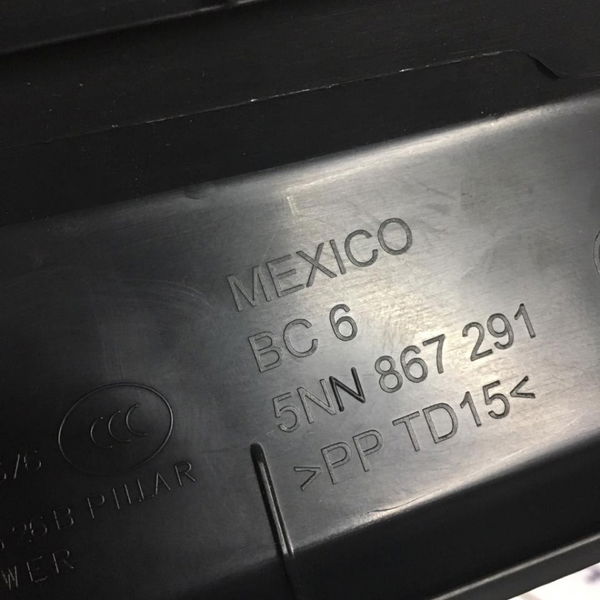 MEXICO
BC 6
5NN 867 291
>PP TD15<
CCC
B PILLAR
WER